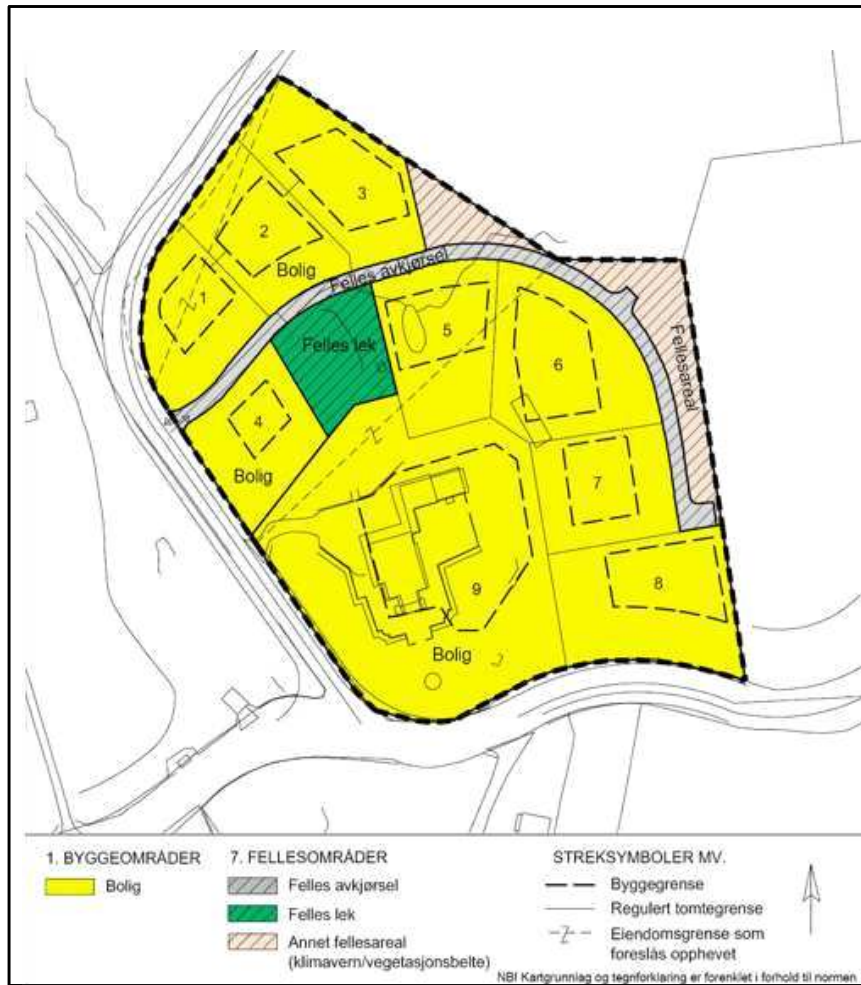 3
2
Bolig
1
Felles avkjørsel
Felles lek
5
6
4
Bolig
Fellesareal
7
9
8
Bolig
1. BYGGEOMRÅDER
Bolig
7. FELLESOMRÅDER
Felles avkjørsel
Felles lek
Annet fellesareal
(klimavern/vegetasjonsbelte)
STREKSYMBOLER MV.
Byggegrense
Regulert tomtegrense
Eiendomsgrense som
foreslås opphevet
NB! Kartgrunnlag og tegnforklaring er forenklet i forhold til normen